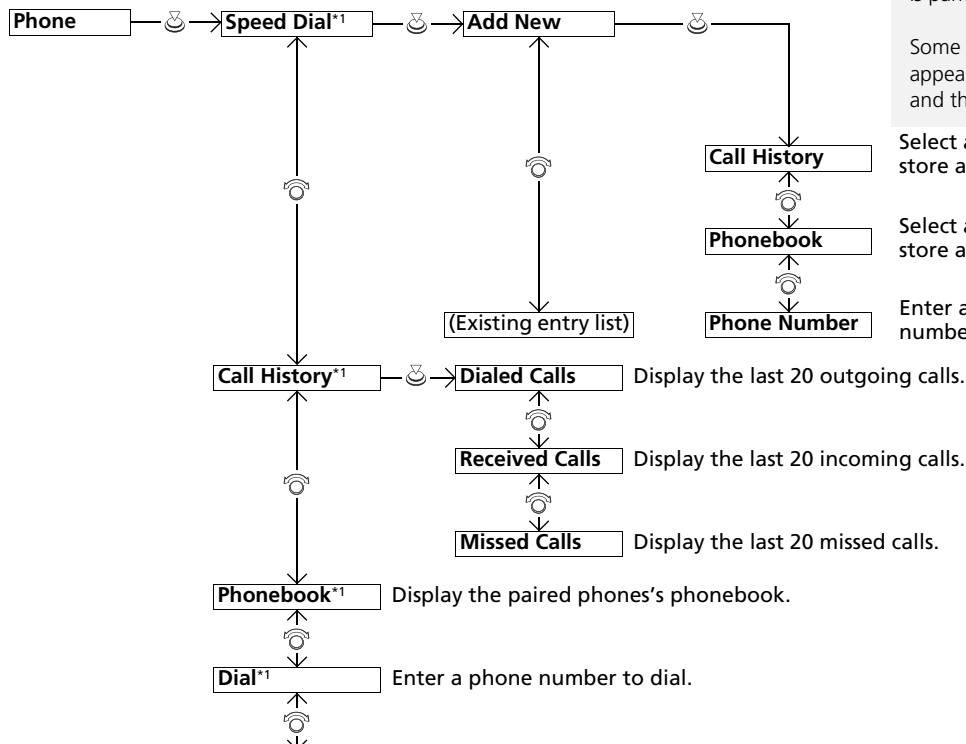 Phone
Speed Dial*1
Add New
Some
and
Call History
Select
store
Phonebook
Select
store
(Existing entry list)
Phone Number
Enter
Call History*1
Dialed Calls
Display the last 20 outgoing calls.
Received Calls
Display the last 20 incoming calls.
Missed Calls
Display the last 20 missed calls.
Phonebook*1
Display the paired phones's phonebook.
Dial*1
Enter a phone number to dial.